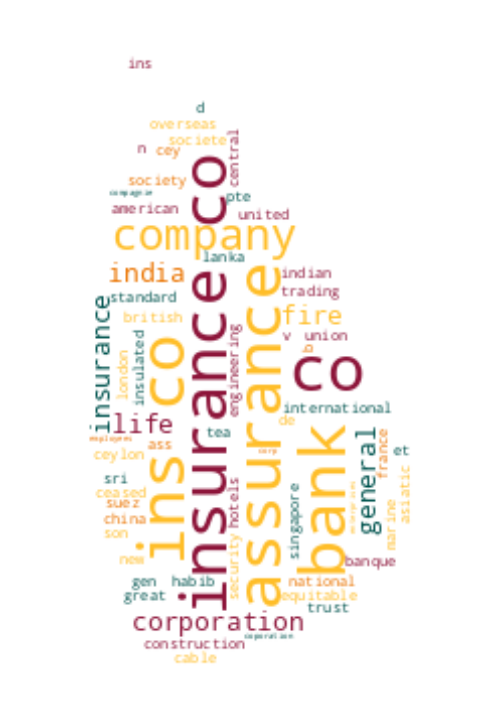 ins
d
overseas
societe
n cey
central
society
compagnie
pte
american
united
insurance co
company
lanka
india
indian
standard
trading
british
fire
insurance
london
insulated
ins co
engineering
assurance
v union
b
co
international
life
de
tea
employees
ass
corp
ceylon
bank
general
france
et
sri
ceased
suez
hotels
singapore
asiatic
china
marine
son
new
security
banque
gen habib
national
great
equitable
trust
corporation
coporation
construction
cable